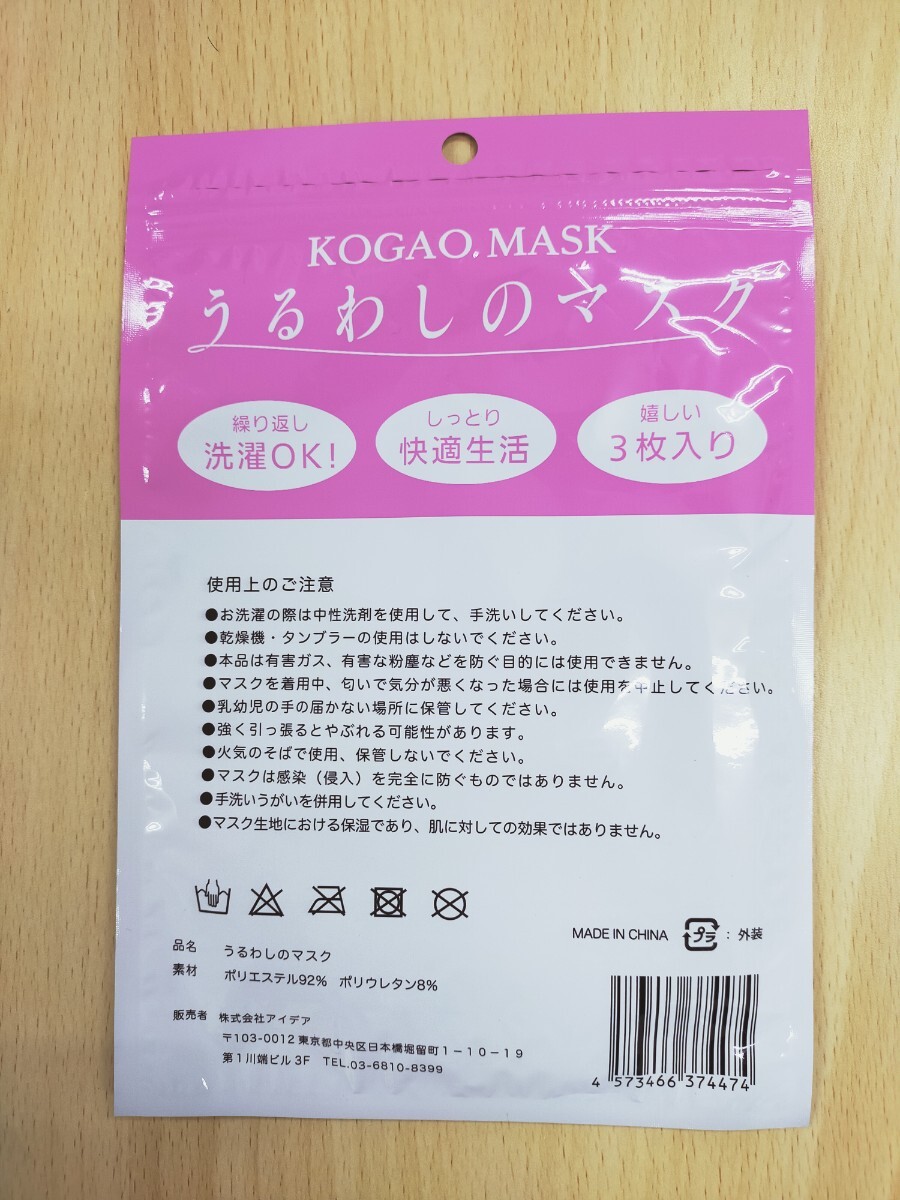 KOGAO. MASK
うるわしのマスク
繰り返し
洗濯OK!
しっとり
快適生活
嬉しい
3枚入り
使用上のご注意
●お洗濯の際は中性洗剤を使用して、手洗いしてください。
●乾燥機・タンブラーの使用はしないでください。
●本品は有害ガス、有害な粉塵などを防ぐ目的には使用できません。
●マスクを着用中、匂いで気分が悪くなった場合には使用を中止してください。
●乳幼児の手の届かない場所に保管してください。
●強く引っ張るとやぶれる可能性があります。
●火気のそばで使用、保管しないでください。
●マスクは感染（侵入）を完全に防ぐものではありません。
●手洗いうがいを併用してください。
●マスク生地における保湿であり、肌に対しての効果ではありません。
MADE IN CHINA プラ : 外装
品名 うるわしのマスク
素材 ポリエステル92% ポリウレタン8%
販売者 株式会社アイデア
〒103-0012 東京都中央区日本橋堀留町1-10-19
第1川端ビル3F TEL.03-6810-8399
4 573466 374474